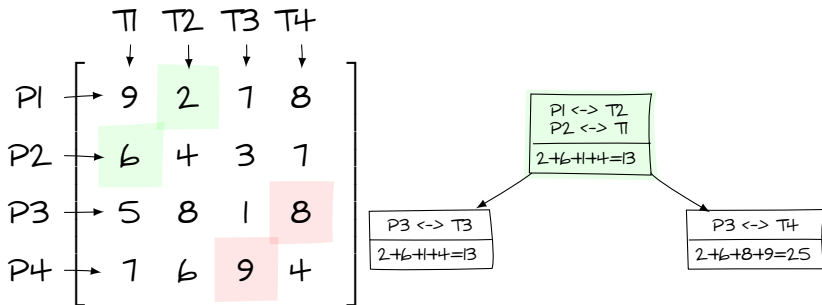 T1 T2 T3 T4
P1 9 2 7 8
P2 6 4 3 7
P3 5 8 1 8
P4 7 6 9 4
P1 <-> T2
P2 <-> T1
2+6+1+4=13
P3 <-> T3
2+6+1+4=13
P3 <-> T4
2+6+8+9=25